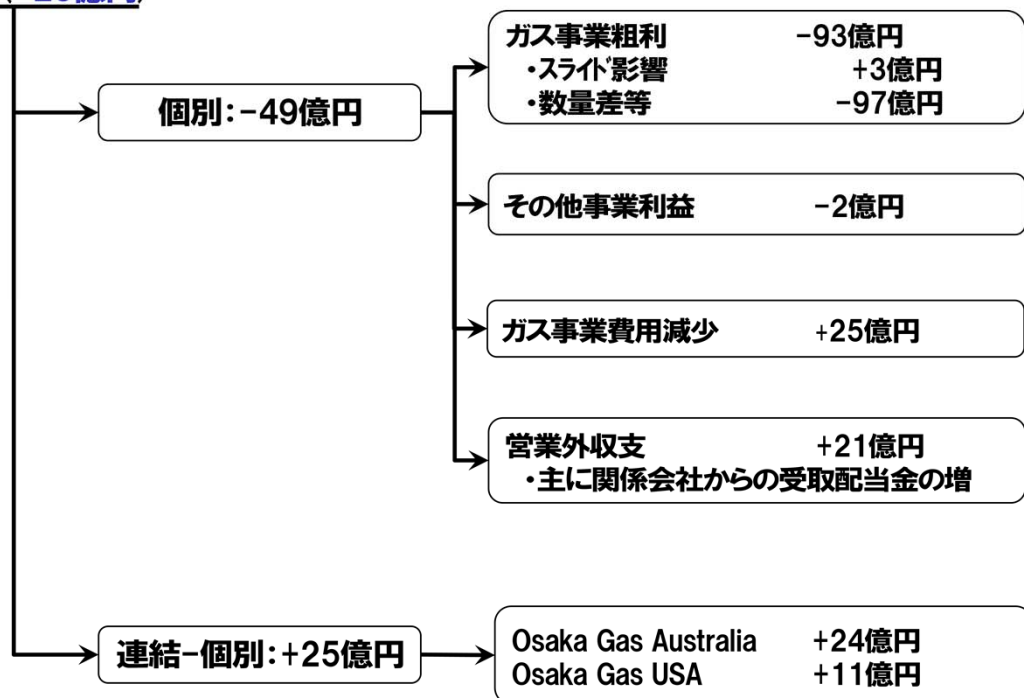 個別:-49億円
ガス事業粗利 -93億円
・スライド影響 +3億円
・数量差等 -97億円
その他事業利益 -2億円
ガス事業費用減少 +25億円
営業外収支 +21億円
・主に関係会社からの受取配当金の増
連結-個別:+25億円
Osaka Gas Australia +24億円
Osaka Gas USA +11億円